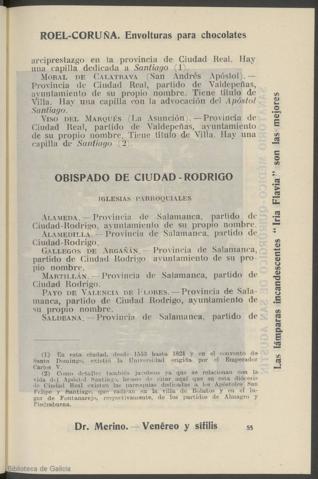 ROEL-CORUÑA. Envolturas para chocolates
arciprestazgo en la provincia de Ciudad Real. Hay
una capilla dedicada a Santiago (1).
MORAL DE CALATRAVA (San Andrés Apóstol).—
Provincia de Ciudad Real, partido de Valdepeñas,
ayuntamiento de su propio nombre. Tiene título de
Villa. Hay una capilla con la advocación del Apóstol
Santiago.
VISO DEL MARQUÉS (La Asunción).—Provincia de
Ciudad Real, partido de Valdepeñas, ayuntamiento
de su propio nombre. Tiene título de Villa. Hay una
capilla de Santiago (2)
OBISPADO DE CIUDAD-RODRIGO
IGLESIAS PARROQUIALES
ALAMEDA.—Provincia de Salamanca, partido de
Ciudad-Rodrigo, ayuntamiento de su propio nombre.
ALAMEDILLA.—Provincia de Salamanca, partido de
Ciudad-Rodrigo, ayuntamiento de su propio nombre.
GALLEGOS DE ARGAÑÁN.—Provincia de Salamanca,
partido de Ciudad Rodrigo ayuntamiento de su pro-
pio nombre.
MARTILLÁN.—Provincia de Salamanca, partido de
Ciudad Rodrigo.
PAYO DE VALENCIA DE FLORES.—Provincia de Sala-
manca, partido de Ciudad Rodrigo, ayuntamiento de
su propio nombre.
SALDEANA.—Provincia de Salamanca, partido de
(1) En esta ciudad, desde 1553 hasta 1824 y en el convento de
Santo Domingo, existió la Universidad erigida por el Emperador
Carlos V.
(2) Como detalles también jacobeos ya que se relacionan con la
vida del Apóstol Santiago, hemos de citar aquí que en esta diócesis
de Ciudad Real existen las parroquias dedicadas a los Apóstoles San
Felipe y Santiago, que radican en la villa de Bolaños y en el lu-
gar de Fontanarejo, respectivamente, de los partidos de Almagro y
Piedrabuena.
Dr. Merino. — Venéreo y sífilis 55
Las lámparas incandescentes "Iria Flavia" son las mejores
Biblioteca de Galicia